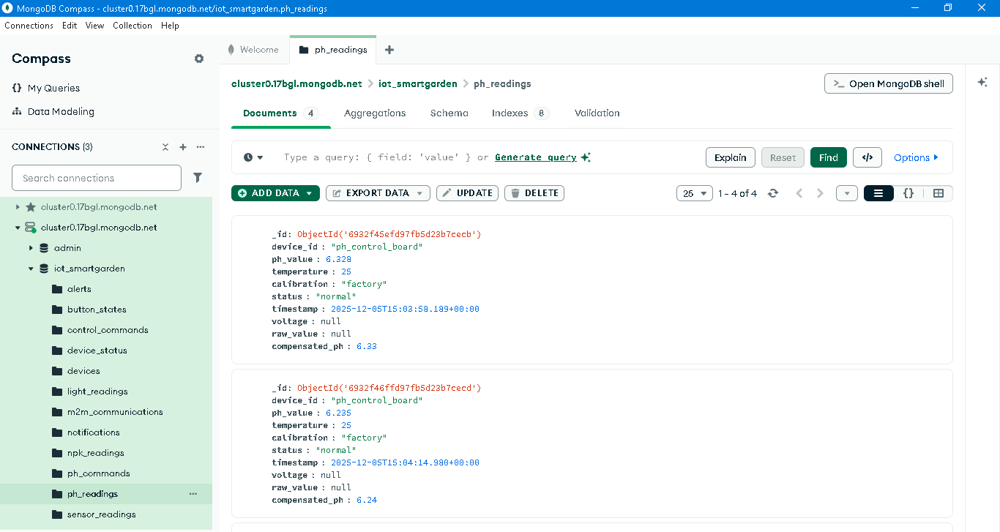 MongoDB Compass - cluster0.17bgl.mongodb.net/iot_smartgarden.ph_readings
Connections Edit View Collection Help
Compass
My Queries
Data Modeling
CONNECTIONS (3)
Search connections
cluster0.17bgl.mongodb.net
cluster0.17bgl.mongodb.net
admin
iot_smartgarden
alerts
button_states
control_commands
device_status
devices
light_readings
m2m_communications
notifications
npk_readings
ph_commands
ph_readings
sensor_readings
Welcome
ph_readings
cluster0.17bgl.mongodb.net > iot_smartgarden > ph_readings
>_ Open MongoDB shell
Documents 4 Aggregations Schema Indexes 8 Validation
Type a query: { field: 'value' } or Generate query
Explain Reset Find </> Options
ADD DATA EXPORT DATA UPDATE DELETE
25 1 - 4 of 4 {}
_id: ObjectId('6932f45efd97fb5d23b7cecb')
device_id : "ph_control_board"
ph_value : 6.328
temperature : 25
calibration : "factory"
status : "normal"
timestamp : 2025-12-05T15:03:58.189+00:00
voltage : null
raw_value : null
compensated_ph : 6.33
_id: ObjectId('6932f46ffd97fb5d23b7cecd')
device_id : "ph_control_board"
ph_value : 6.235
temperature : 25
calibration : "factory"
status : "normal"
timestamp : 2025-12-05T15:04:14.980+00:00
voltage : null
raw_value : null
compensated_ph : 6.24